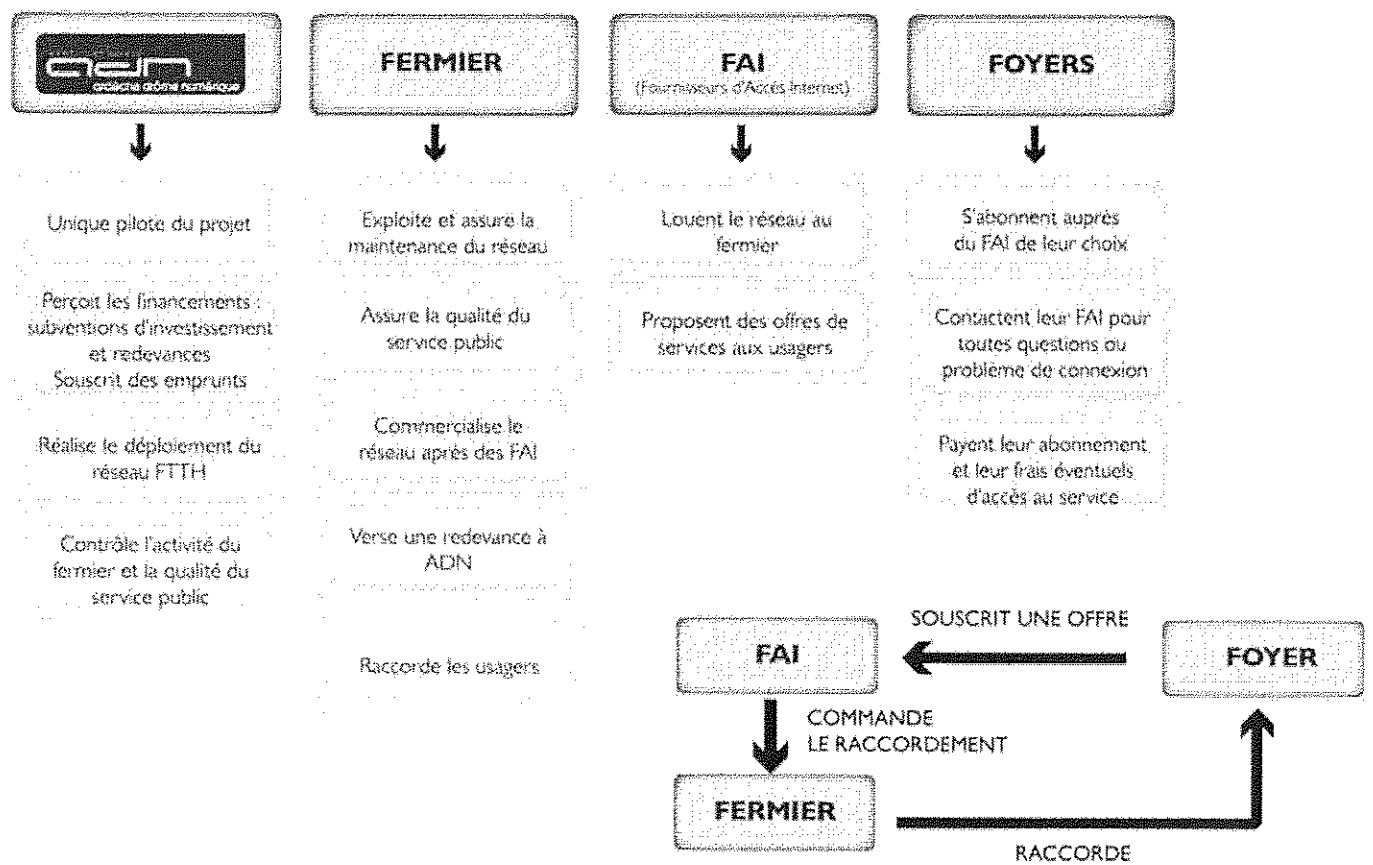 adn
ardèche drôme numérique
FERMIER
FAI
(Fournisseurs d'Accès Internet)
FOYERS
Unique pilote du projet
Perçoit les financements :
subventions d'investissement
et redevances
Souscrit des emprunts
Réalise le déploiement du
réseau FTTH
Contrôle l'activité du
fermier et la qualité du
service public
Exploite et assure la
maintenance du réseau
Assure la qualité du
service public
Commercialise le
réseau après des FAI
Verse une redevance à
ADN
Raccorde les usagers
Louent le réseau au
fermier
Proposent des offres de
services aux usagers
S'abonnent auprès
du FAI de leur choix
Contactent leur FAI pour
toutes questions ou
problème de connexion
Payent leur abonnement
et leur frais éventuels
d'accès au service
SOUSCRIT UNE OFFRE
FAI
FOYER
COMMANDE
LE RACCORDEMENT
FERMIER
RACCORDE